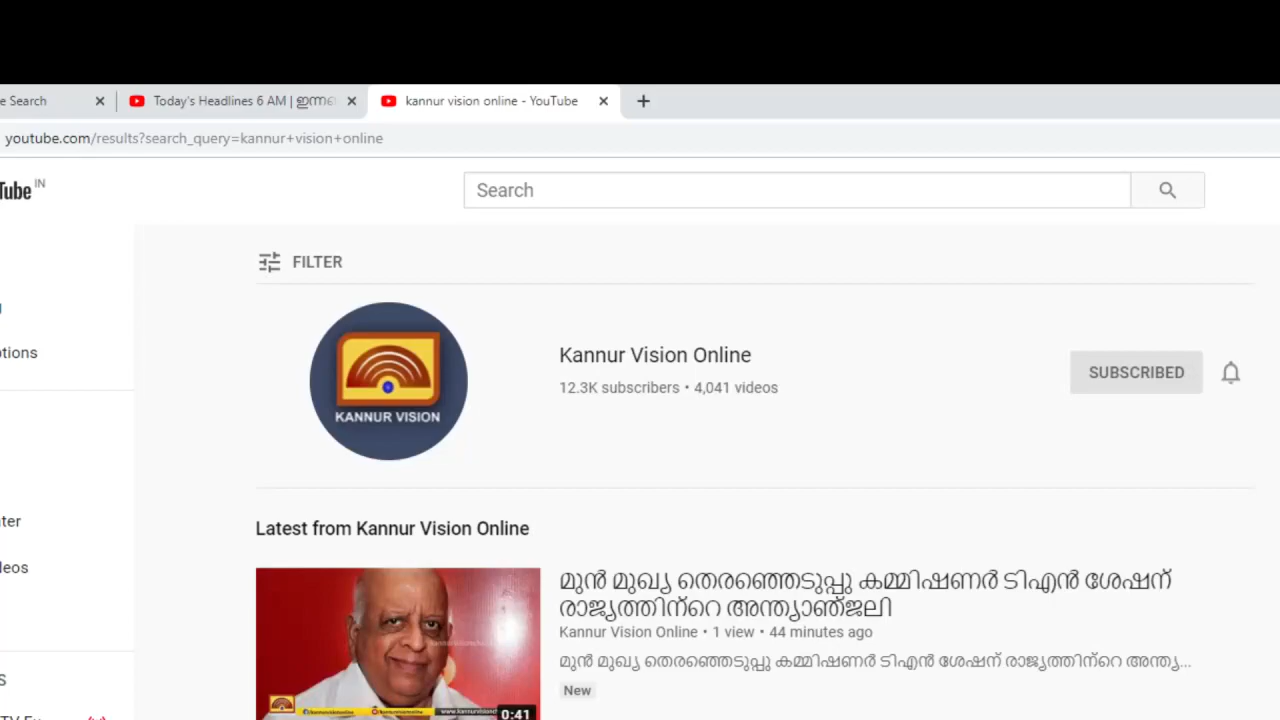 e Search
Today's Headlines 6 AM | ഇന്നത്
kannur vision online - YouTube
youtube.com/results?search_query=kannur+vision+online
Tube IN
Search
FILTER
KANNUR VISION
Kannur Vision Online
12.3K subscribers • 4,041 videos
SUBSCRIBED
ptions
Latest from Kannur Vision Online
മുൻ മുഖ്യ തെരഞ്ഞെടുപ്പു കമ്മിഷണർ ടിഎൻ ശേഷന്
രാജ്യത്തിന്റെ അന്ത്യാഞ്ജലി
Kannur Vision Online • 1 view • 44 minutes ago
മുൻ മുഖ്യ തെരഞ്ഞെടുപ്പു കമ്മിഷണർ ടിഎൻ ശേഷന് രാജ്യത്തിന്റെ അന്ത്യ...
New
0:41